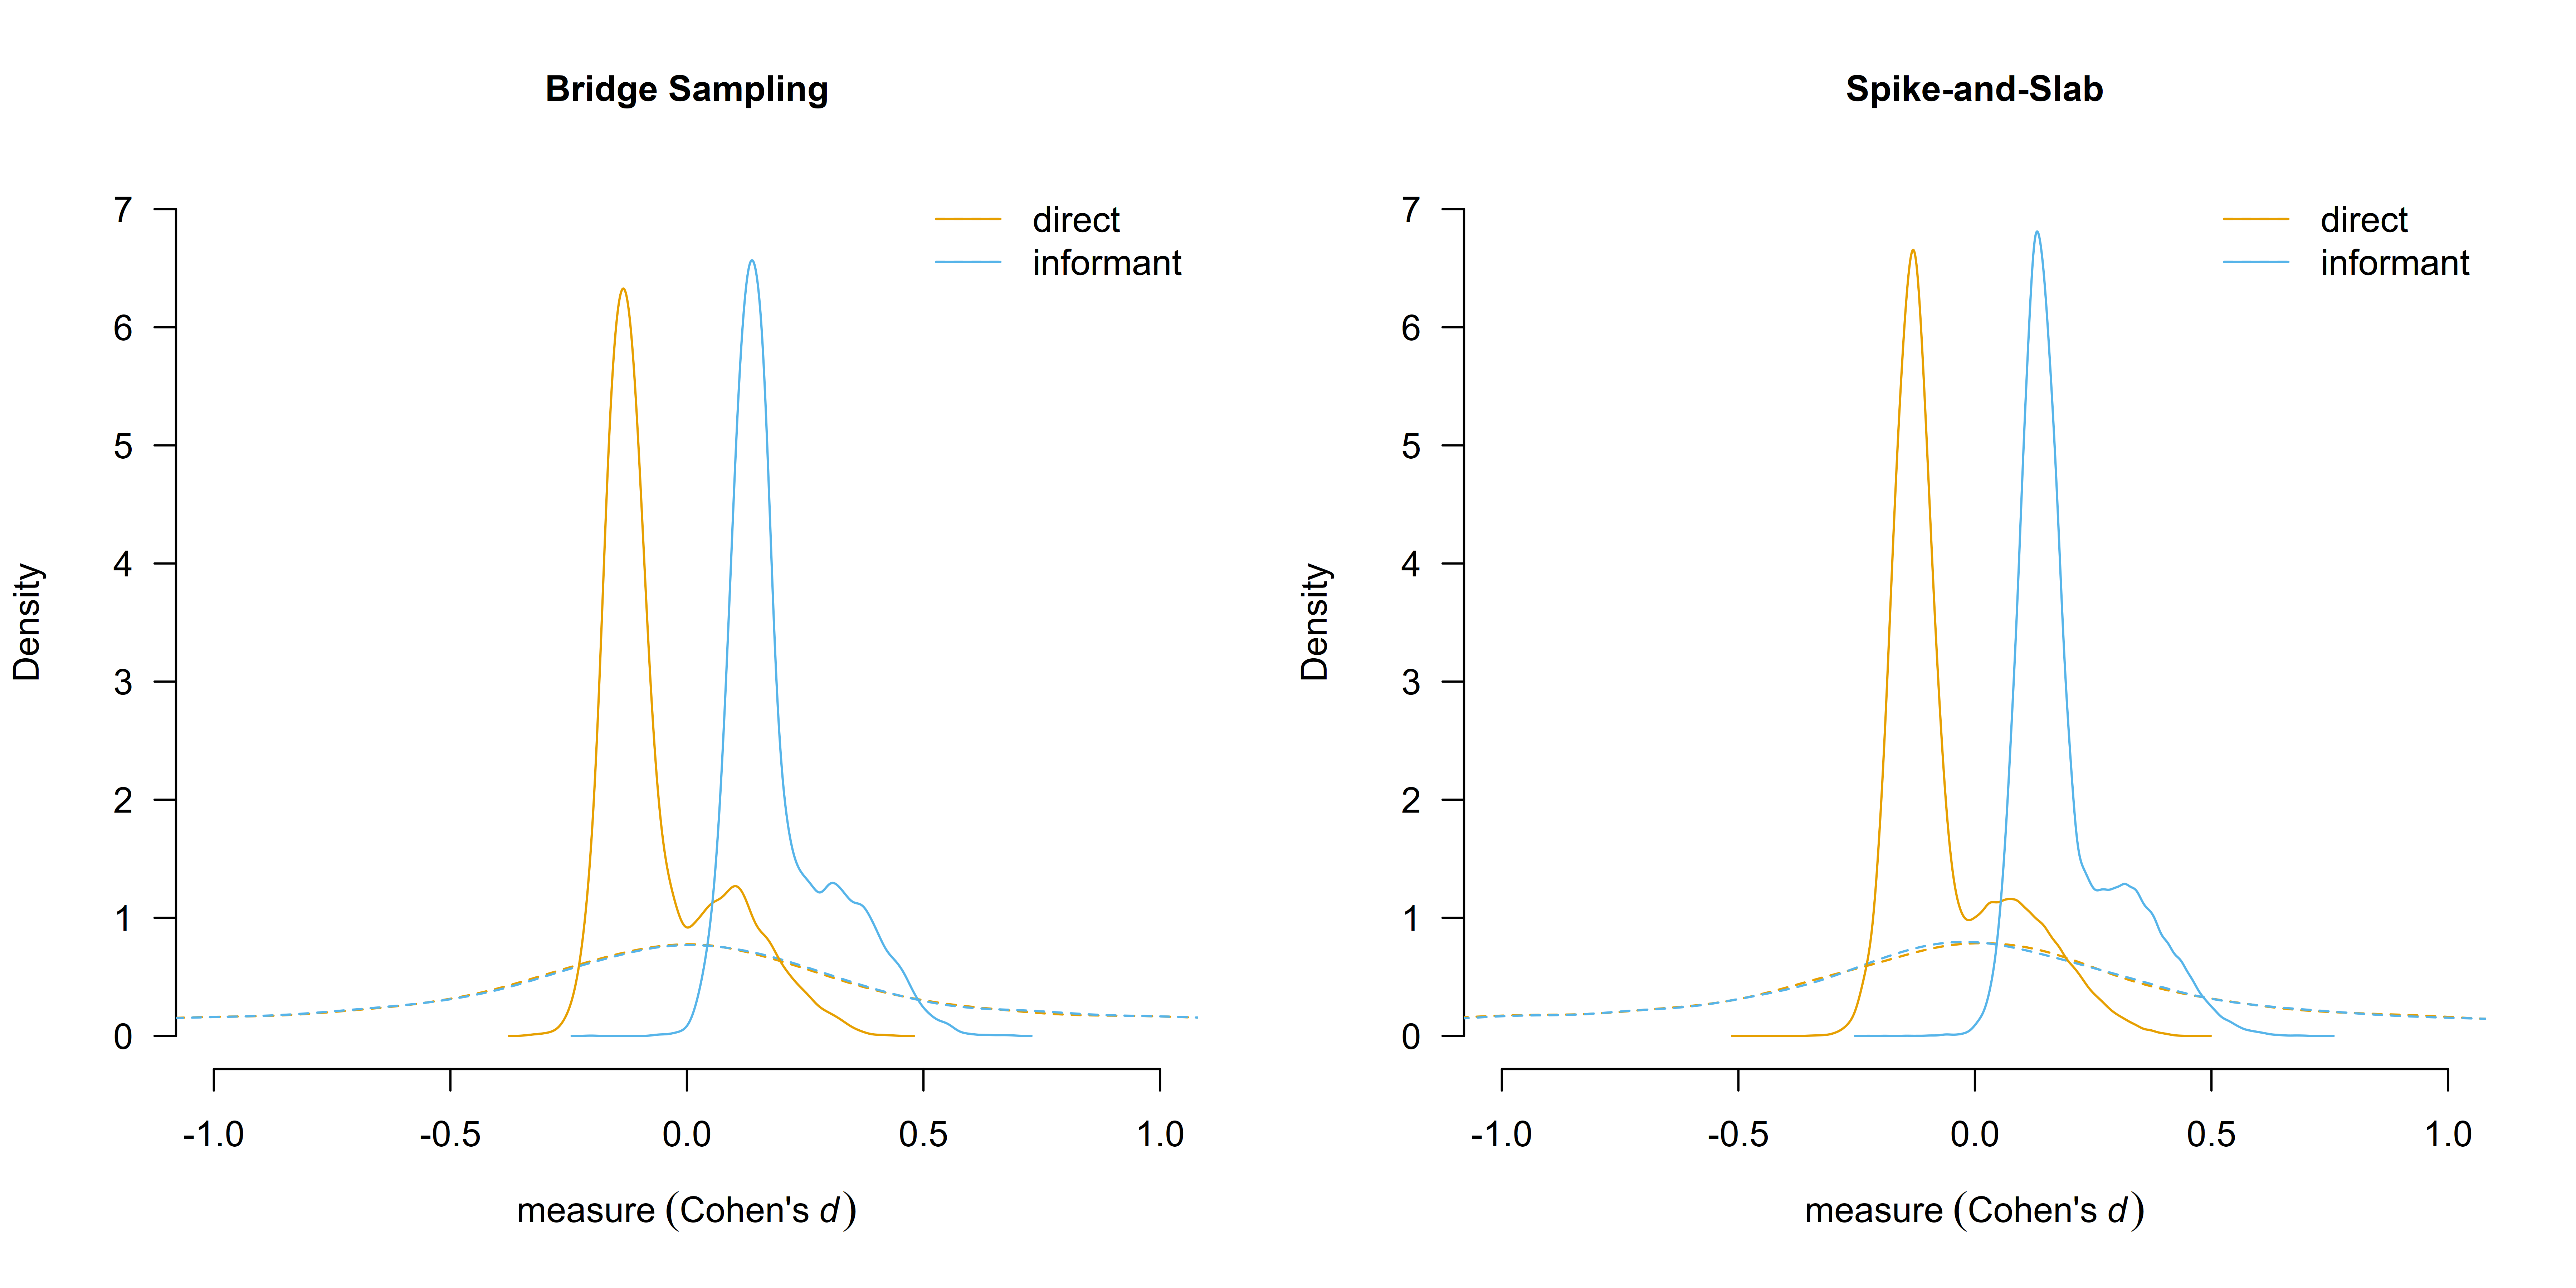 Bridge Sampling
7
6
5
4
3
2
1
0
Density
direct
informant
-1.0 -0.5 0.0 0.5 1.0
measure (Cohen's d)
Spike-and-Slab
7
6
5
4
3
2
1
0
Density
direct
informant
-1.0 -0.5 0.0 0.5 1.0
measure (Cohen's d)